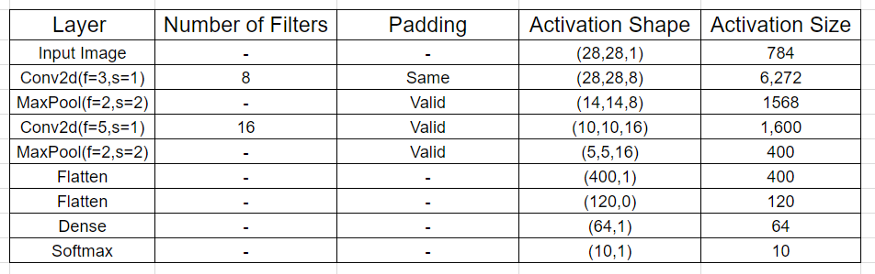 Layer Number of Filters Padding Activation Shape Activation Size
Input Image - - (28,28,1) 784
Conv2d(f=3,s=1) 8 Same (28,28,8) 6,272
MaxPool(f=2,s=2) - Valid (14,14,8) 1568
Conv2d(f=5,s=1) 16 Valid (10,10,16) 1,600
MaxPool(f=2,s=2) - Valid (5,5,16) 400
Flatten - - (400,1) 400
Flatten - - (120,0) 120
Dense - - (64,1) 64
Softmax - - (10,1) 10